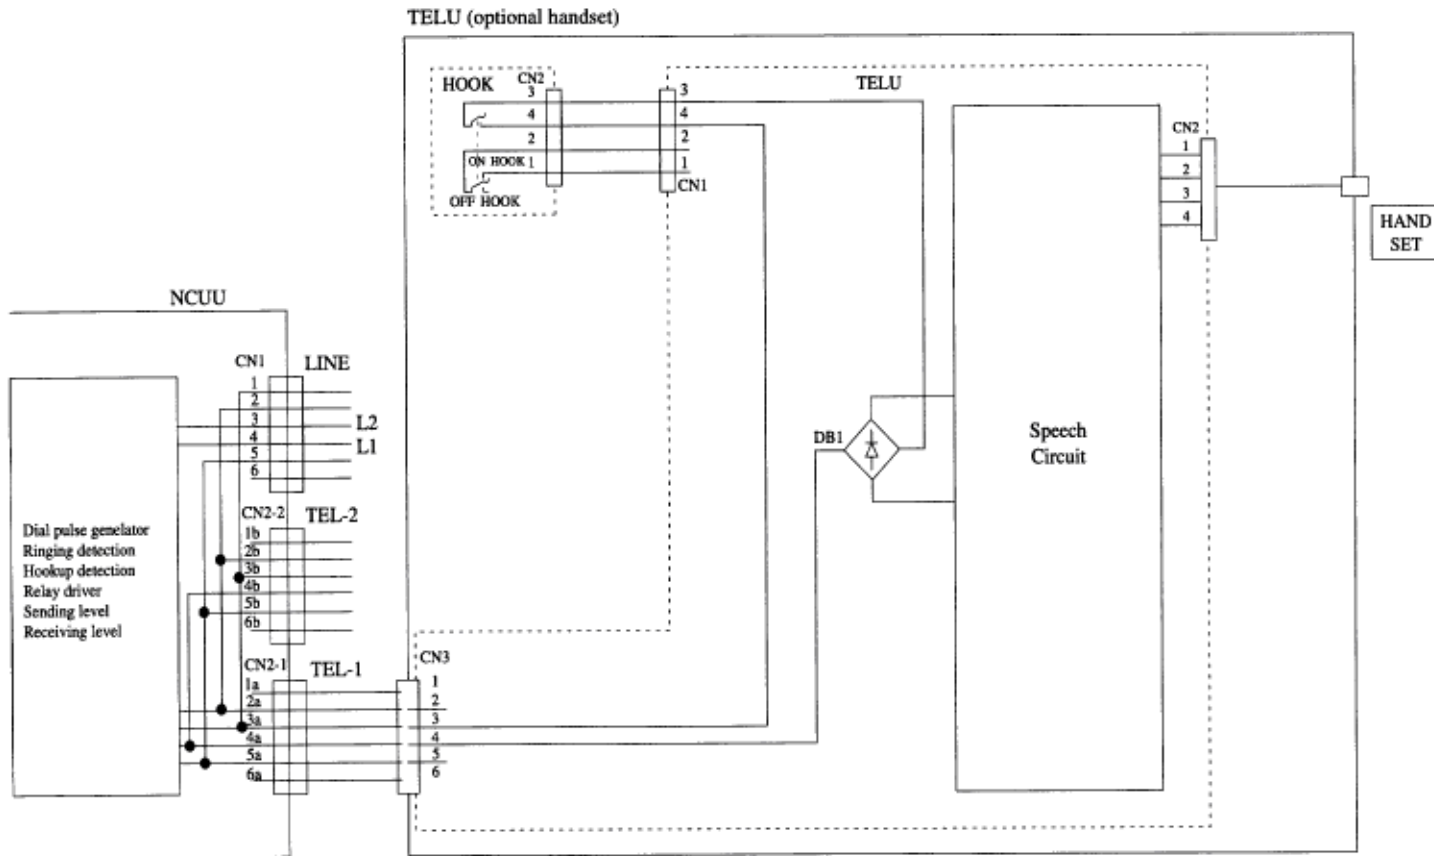 TELU (optional handset)
HOOK
CN2
3
4
2
ON HOOK 1
OFF HOOK
3
4
2
1
CN1
TELU
CN2
1
2
3
4
HAND
SET
NCUU
CN1
LINE
1
2
3
L2
4
L1
5
6
DB1
Speech
Circuit
CN2-2
TEL-2
1b
2b
3b
4b
5b
6b
Dial pulse genelator
Ringing detection
Hookup detection
Relay driver
Sending level
Receiving level
CN2-1
TEL-1
1a
2a
3a
4a
5a
6a
CN3
1
2
3
4
5
6